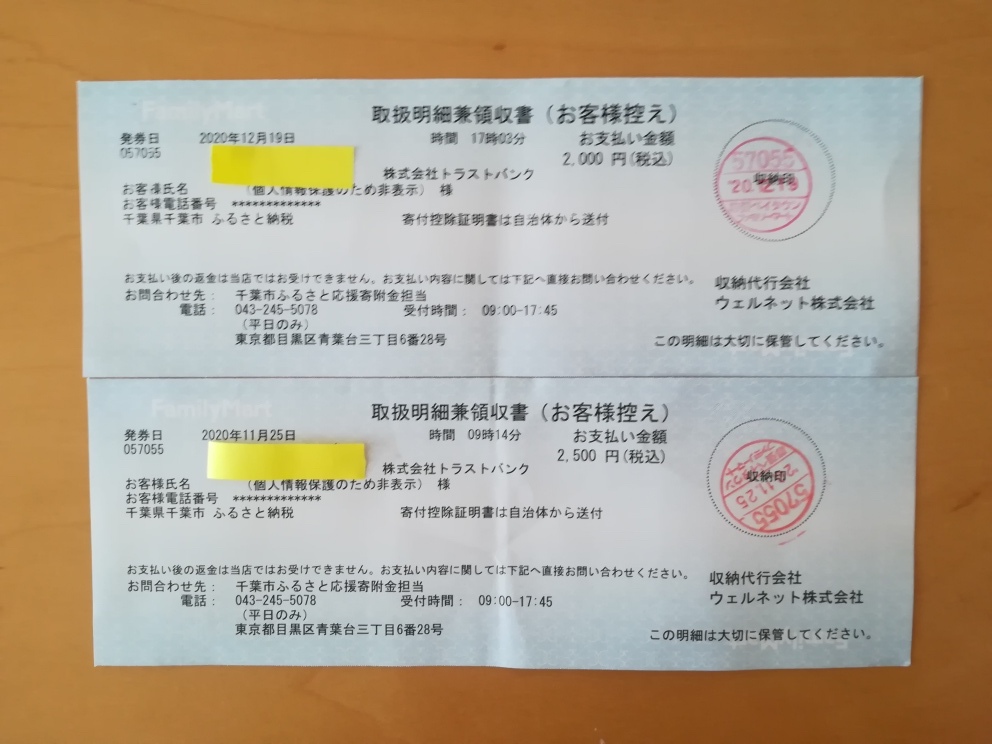 FamilyMart
取扱明細兼領収書（お客様控え）
発券日 2020年12月19日 時間 17時03分 お支払い金額
057055 2,000 円(税込)
株式会社トラストバンク
お客様氏名 （個人情報保護のため非表示） 様
お客様電話番号 *************
千葉県千葉市 ふるさと納税 寄付控除証明書は自治体から送付
57055
収納印
20.12.19
お支払い後の返金は当店ではお受けできません。お支払い内容に関しては下記へ直接お問い合わせください。
お問合わせ先： 千葉市ふるさと応援寄附金担当
電話： 043-245-5078 受付時間： 09:00-17:45
（平日のみ）
東京都目黒区青葉台三丁目6番28号
収納代行会社
ウェルネット株式会社
この明細は大切に保管してください。
FamilyMart
取扱明細兼領収書（お客様控え）
発券日 2020年11月25日 時間 09時14分 お支払い金額
057055 2,500 円(税込)
株式会社トラストバンク
お客様氏名 （個人情報保護のため非表示） 様
お客様電話番号 *************
千葉県千葉市 ふるさと納税 寄付控除証明書は自治体から送付
収納印
11.25
57055
お支払い後の返金は当店ではお受けできません。お支払い内容に関しては下記へ直接お問い合わせください。
お問合わせ先： 千葉市ふるさと応援寄附金担当
電話： 043-245-5078 受付時間： 09:00-17:45
（平日のみ）
東京都目黒区青葉台三丁目6番28号
収納代行会社
ウェルネット株式会社
この明細は大切に保管してください。